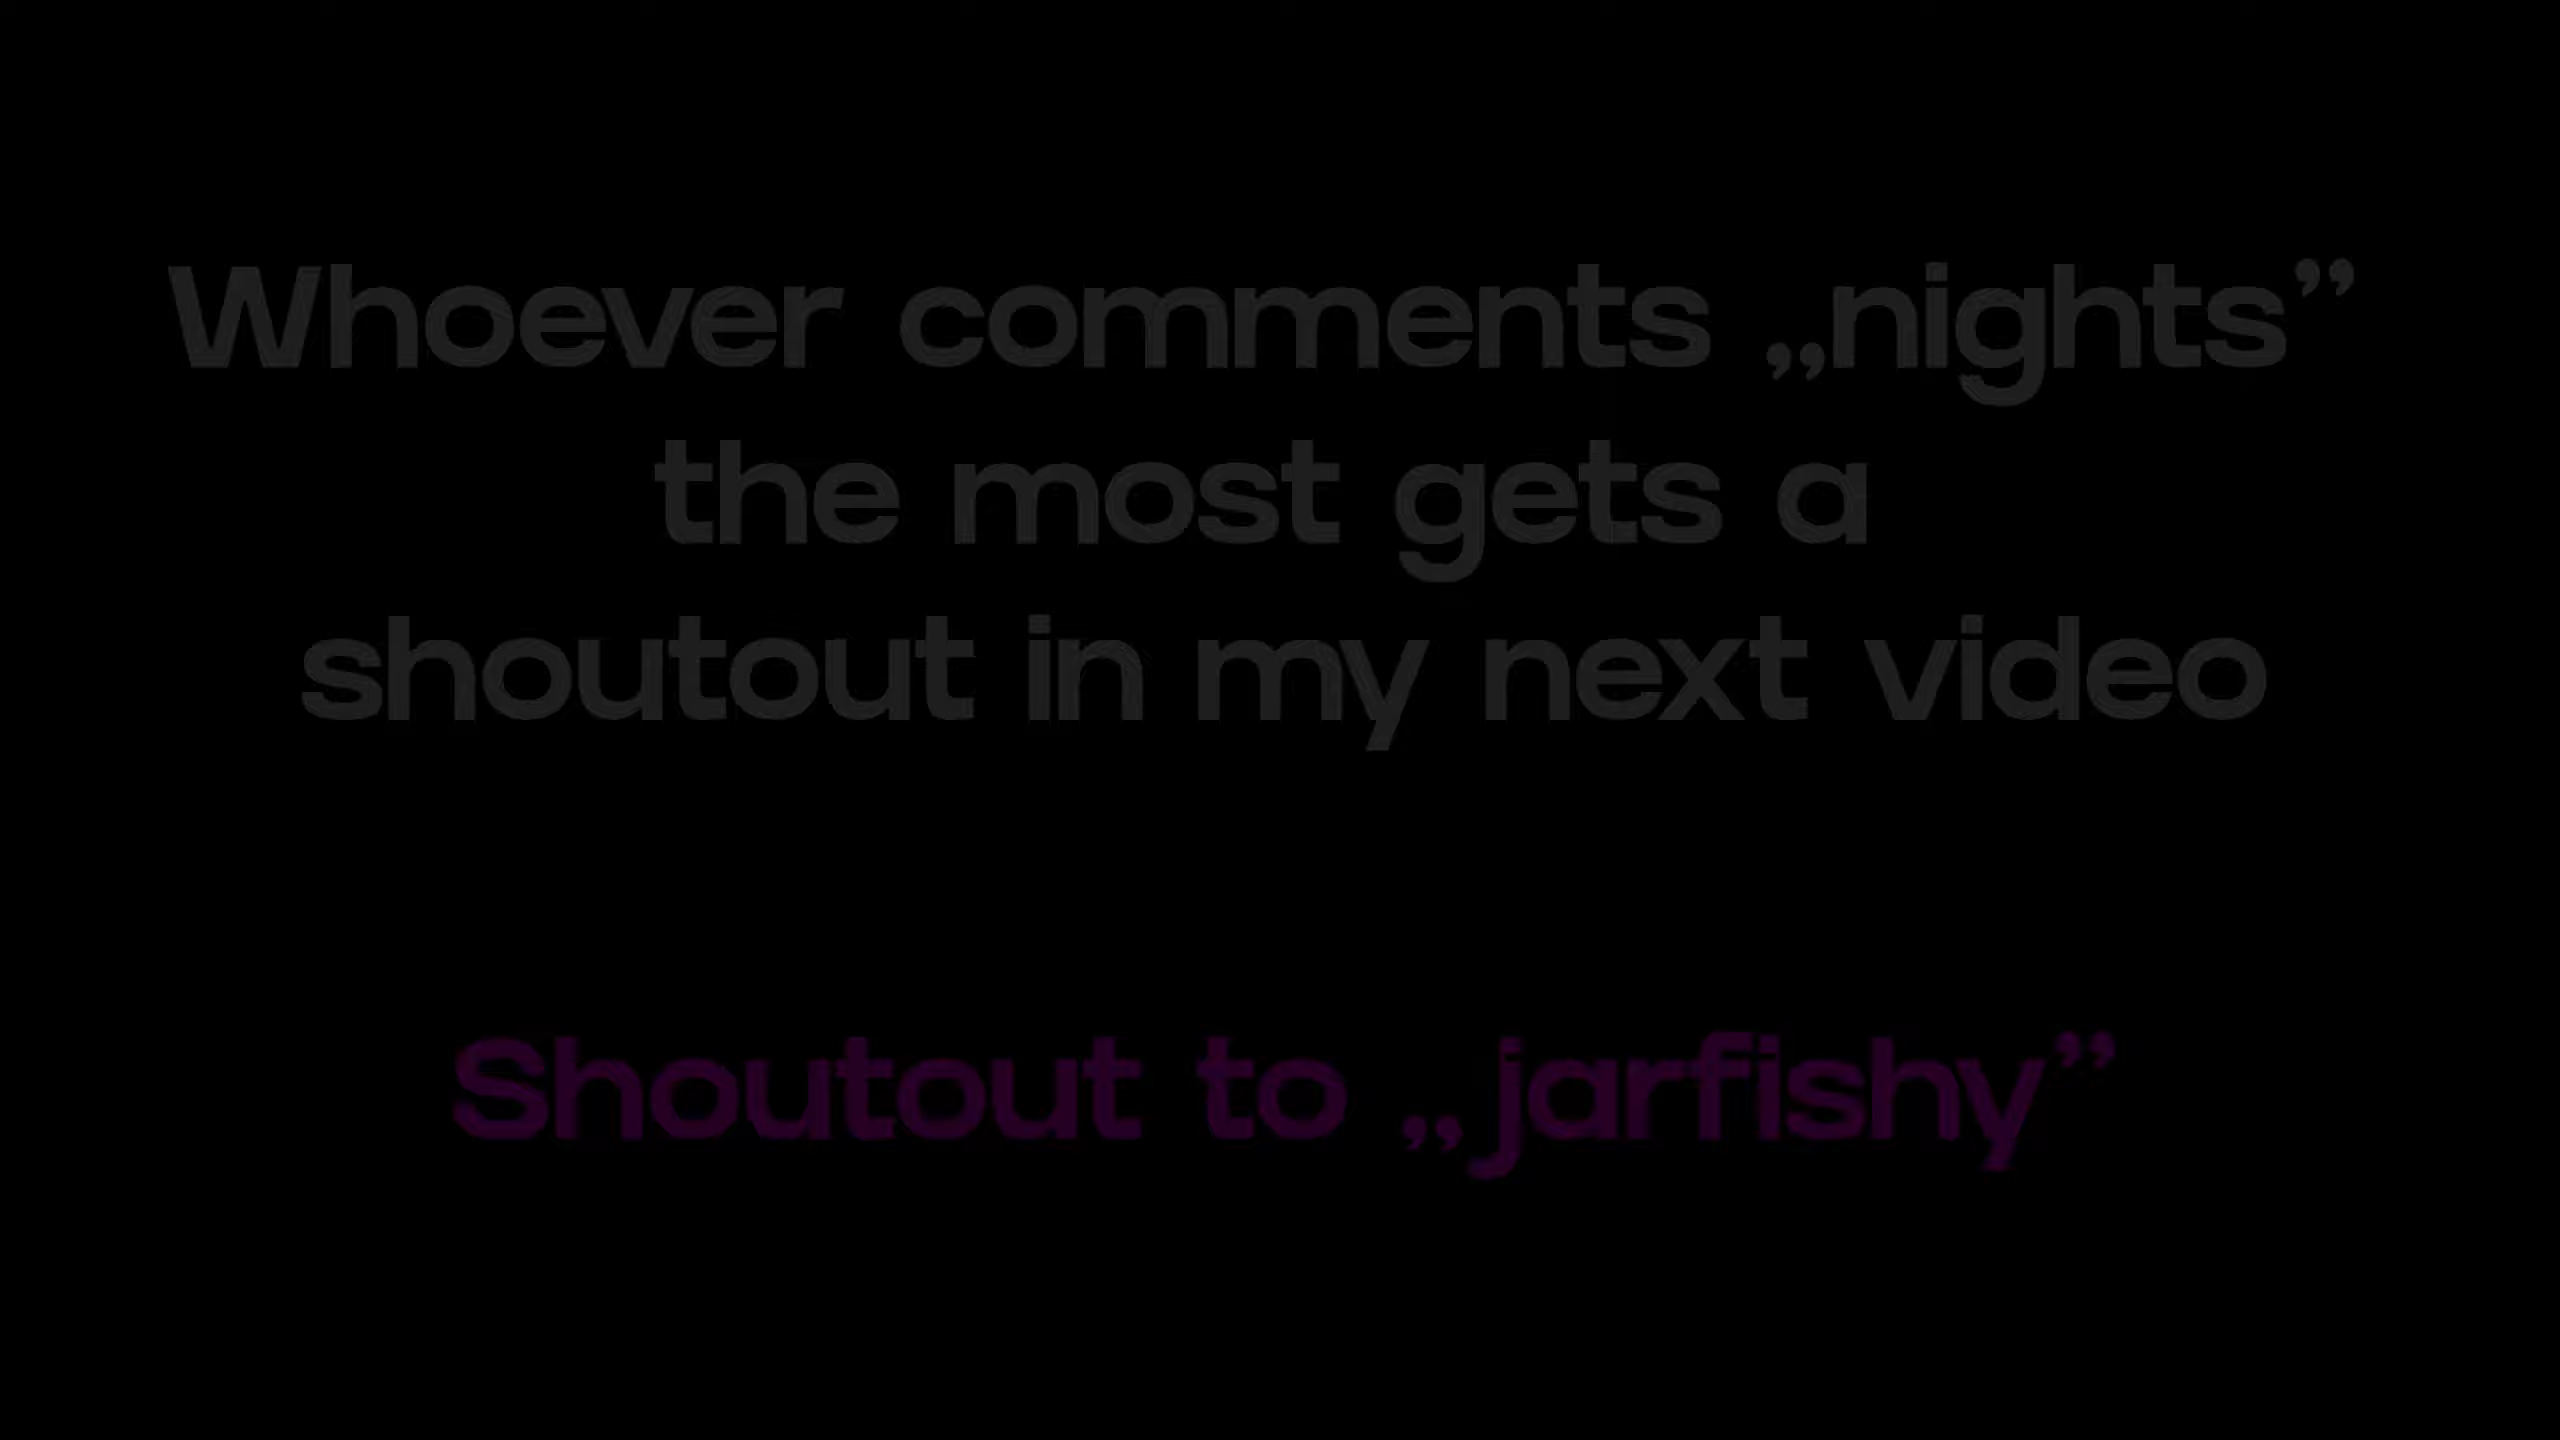 Whoever comments „nights”
the most gets a
shoutout in my next video
Shoutout to „jarfishy”